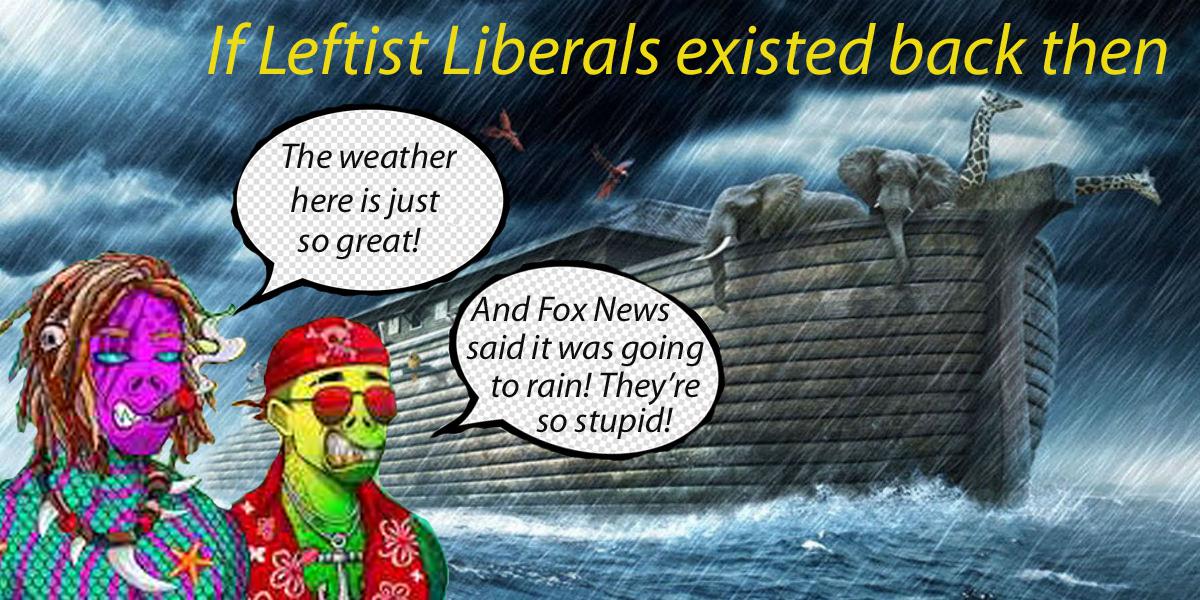 If Leftist Liberals existed back then
The weather
here is just
so great!
And Fox News
said it was going
to rain! They’re
so stupid!